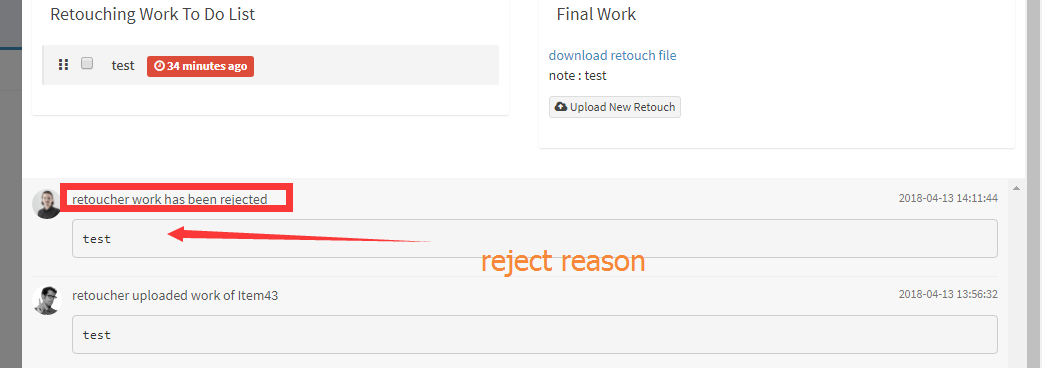 Retouching Work To Do List
test
34 minutes ago
Final Work
download retouch file
note : test
Upload New Retouch
retoucher work has been rejected
2018-04-13 14:11:44
test
reject reason
retoucher uploaded work of Item43
2018-04-13 13:56:32
test